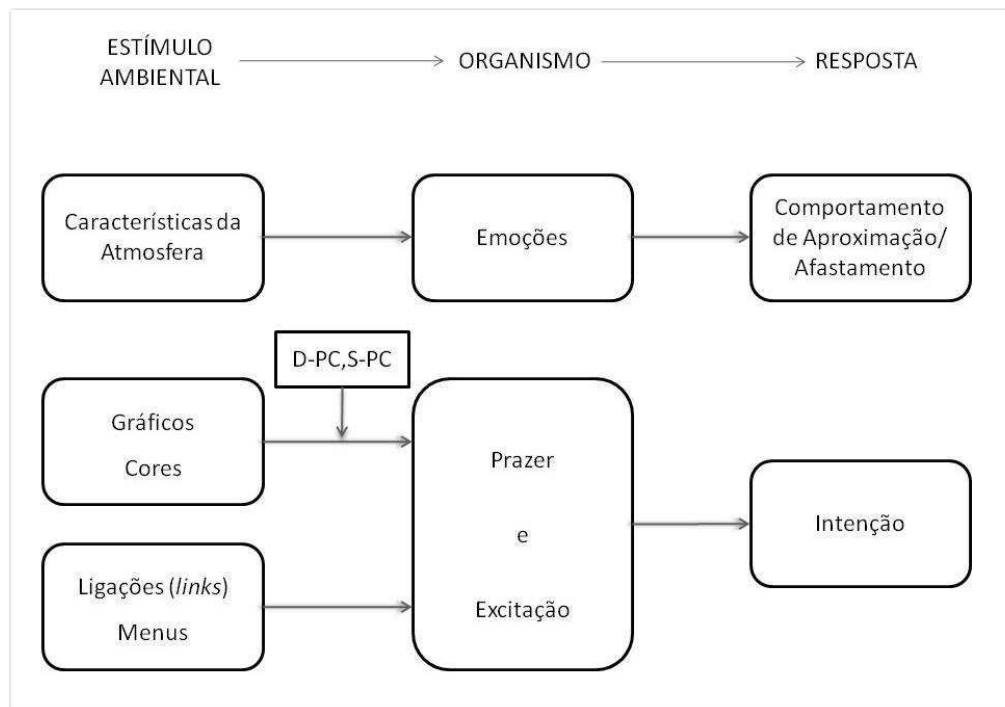 ESTÍMULO
AMBIENTAL
ORGANISMO
RESPOSTA
Características da
Atmosfera
Emoções
Comportamento
de Aproximação/
Afastamento
D-PC,S-PC
Gráficos
Cores
Prazer
e
Excitação
Intenção
Ligações (links)
Menus